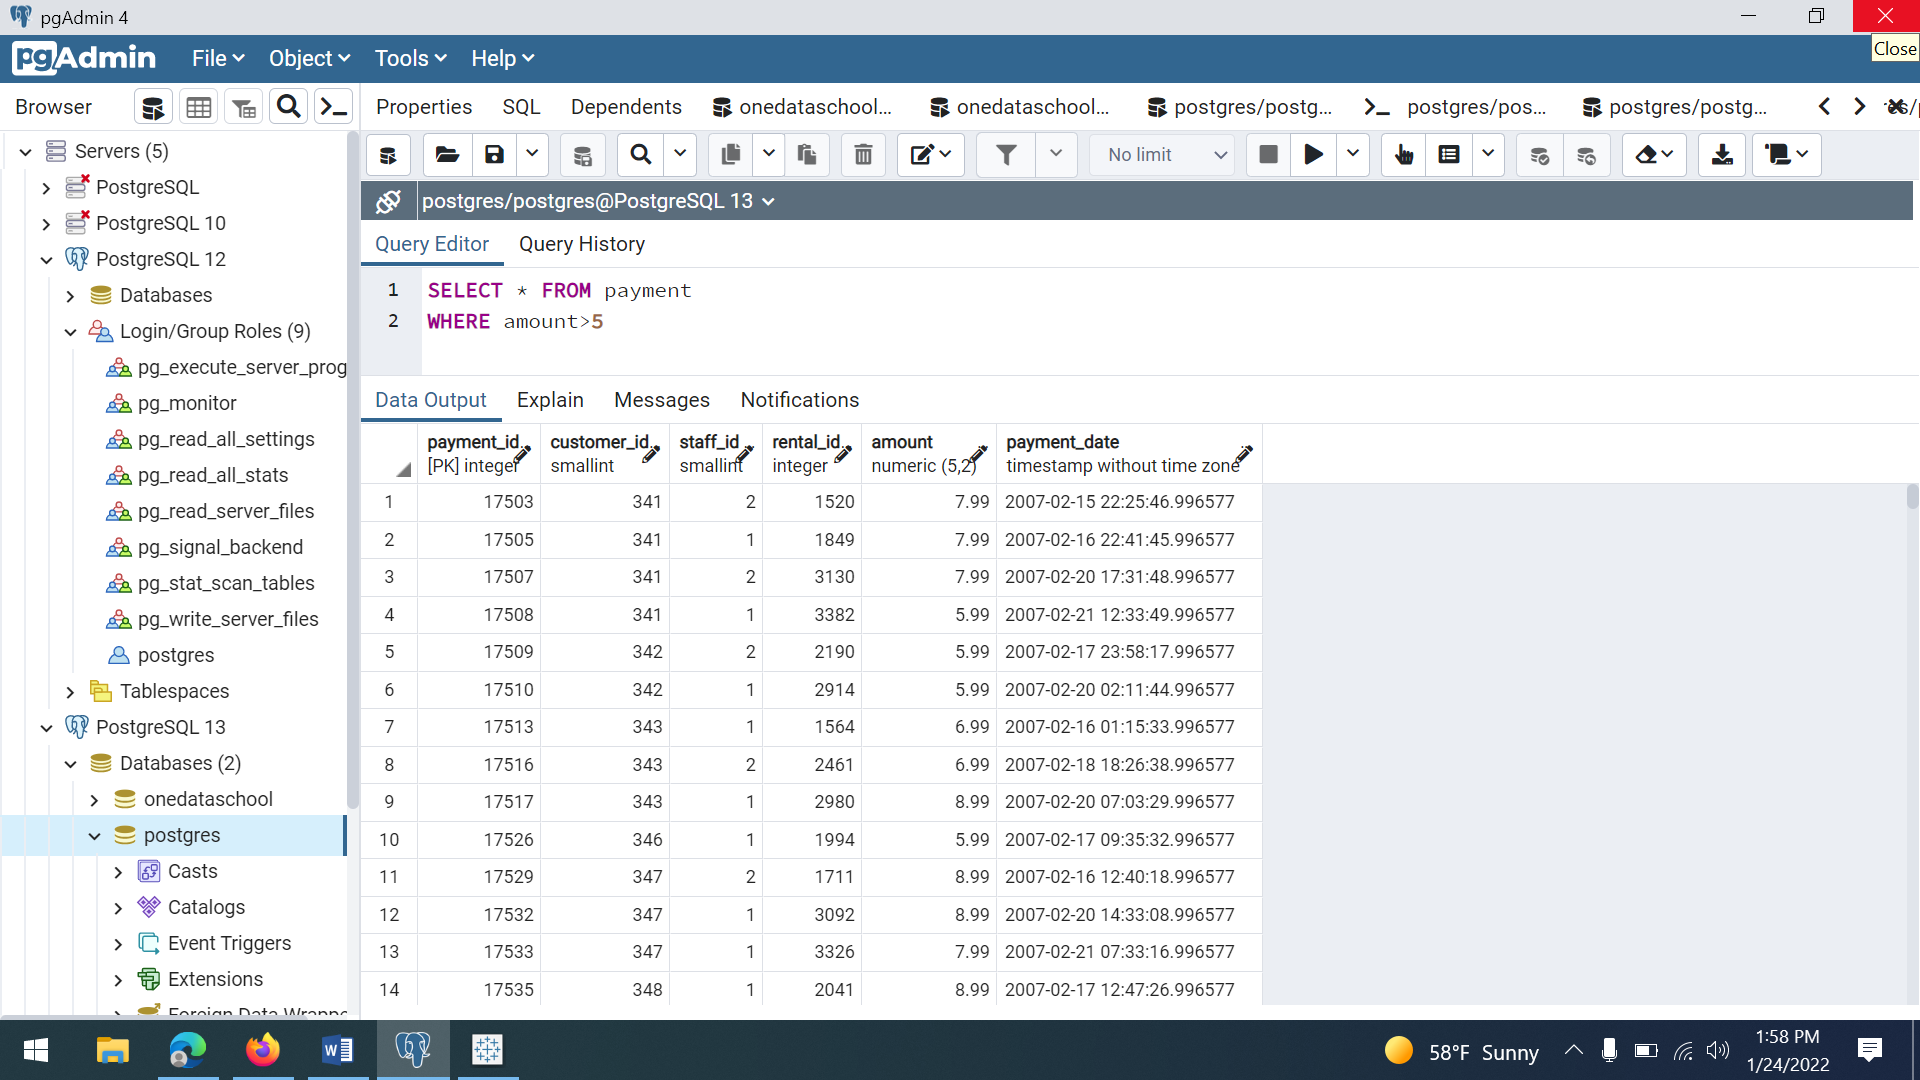 pgAdmin 4
Close
pgAdmin File Object Tools Help
Browser
Properties SQL Dependents onedataschool... onedataschool... postgres/postg... postgres/pos... postgres/postg...
No limit
postgres/postgres@PostgreSQL 13
Query Editor Query History
1 SELECT * FROM payment
2 WHERE amount>5
Data Output Explain Messages Notifications
payment_id customer_id staff_id rental_id amount payment_date
[PK] integer smallint smallint integer numeric (5,2) timestamp without time zone
1 17503 341 2 1520 7.99 2007-02-15 22:25:46.996577
2 17505 341 1 1849 7.99 2007-02-16 22:41:45.996577
3 17507 341 2 3130 7.99 2007-02-20 17:31:48.996577
4 17508 341 1 3382 5.99 2007-02-21 12:33:49.996577
5 17509 342 2 2190 5.99 2007-02-17 23:58:17.996577
6 17510 342 1 2914 5.99 2007-02-20 02:11:44.996577
7 17513 343 1 1564 6.99 2007-02-16 01:15:33.996577
8 17516 343 2 2461 6.99 2007-02-18 18:26:38.996577
9 17517 343 1 2980 8.99 2007-02-20 07:03:29.996577
10 17526 346 1 1994 5.99 2007-02-17 09:35:32.996577
11 17529 347 2 1711 8.99 2007-02-16 12:40:18.996577
12 17532 347 1 3092 8.99 2007-02-20 14:33:08.996577
13 17533 347 1 3326 7.99 2007-02-21 07:33:16.996577
14 17535 348 1 2041 8.99 2007-02-17 12:47:26.996577
Servers (5)
PostgreSQL
PostgreSQL 10
PostgreSQL 12
Databases
Login/Group Roles (9)
pg_execute_server_prog
pg_monitor
pg_read_all_settings
pg_read_all_stats
pg_read_server_files
pg_signal_backend
pg_stat_scan_tables
pg_write_server_files
postgres
Tablespaces
PostgreSQL 13
Databases (2)
onedataschool
postgres
Casts
Catalogs
Event Triggers
Extensions
Foreign Data Wrappe
58°F Sunny
1:58 PM
1/24/2022